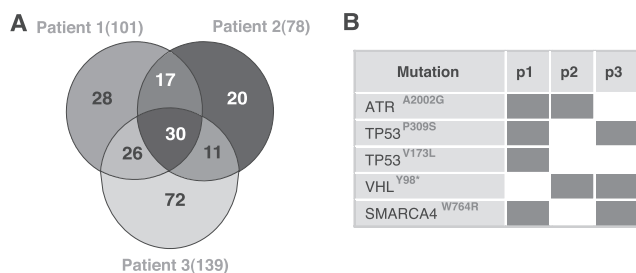 A
Patient 1(101)
Patient 2(78)
28
17
20
30
26
11
72
Patient 3(139)
B
Mutation p1 p2 p3
ATR A2002G
TP53 P309S
TP53 V173L
VHL Y98*
SMARCA4 W764R